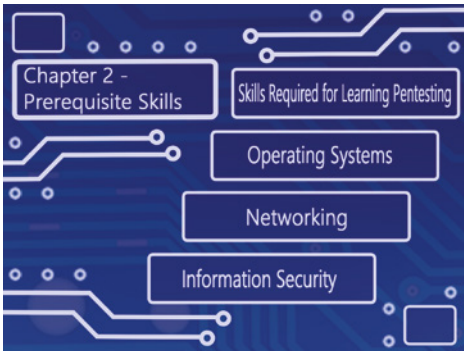 Chapter 2 -
Prerequisite Skills
Skills Required for Learning Pentesting
Operating Systems
Networking
Information Security